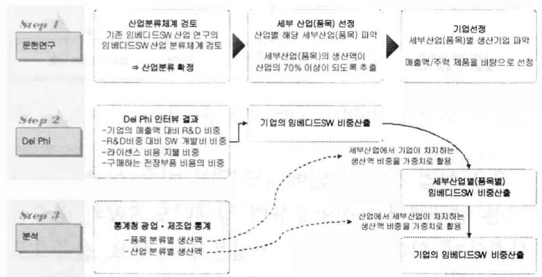 Step 1
문헌연구
산업분류체계 검토
기존 임베디드SW 산업 연구의
임베디드SW 산업 분류체계 검토
⇒ 산업분류 확정
세부 산업(품목) 선정
산업별 해당 세부산업(품목) 파악
세부산업(품목)의 생산액이
산업의 70% 이상이 되도록 추출
기업선정
세부산업(품목)별 생산기업 파악
매출액/주력 제품을 바탕으로 선정
Step 2
Del Phi
Del Phi 인터뷰 결과
-기업의 매출액 대비 R&D 비중
-R&D비중 대비 SW 개발비 비중
-라이센스 비용 지불 비중
-구매하는 전장부품 비용의 비중
기업의 임베디드SW 비중산출
세부산업에서 기업이 차지하는
생산액 비중을 가중치로 활용
세부산업별(품목별)
임베디드SW 비중산출
Step 3
분석
통계청 광업·제조업 통계
-품목 분류별 생산액
-산업 분류별 생산액
산업에서 세부산업이 차지하는
생산액 비중을 가중치로 활용
기업의 임베디드SW 비중산출